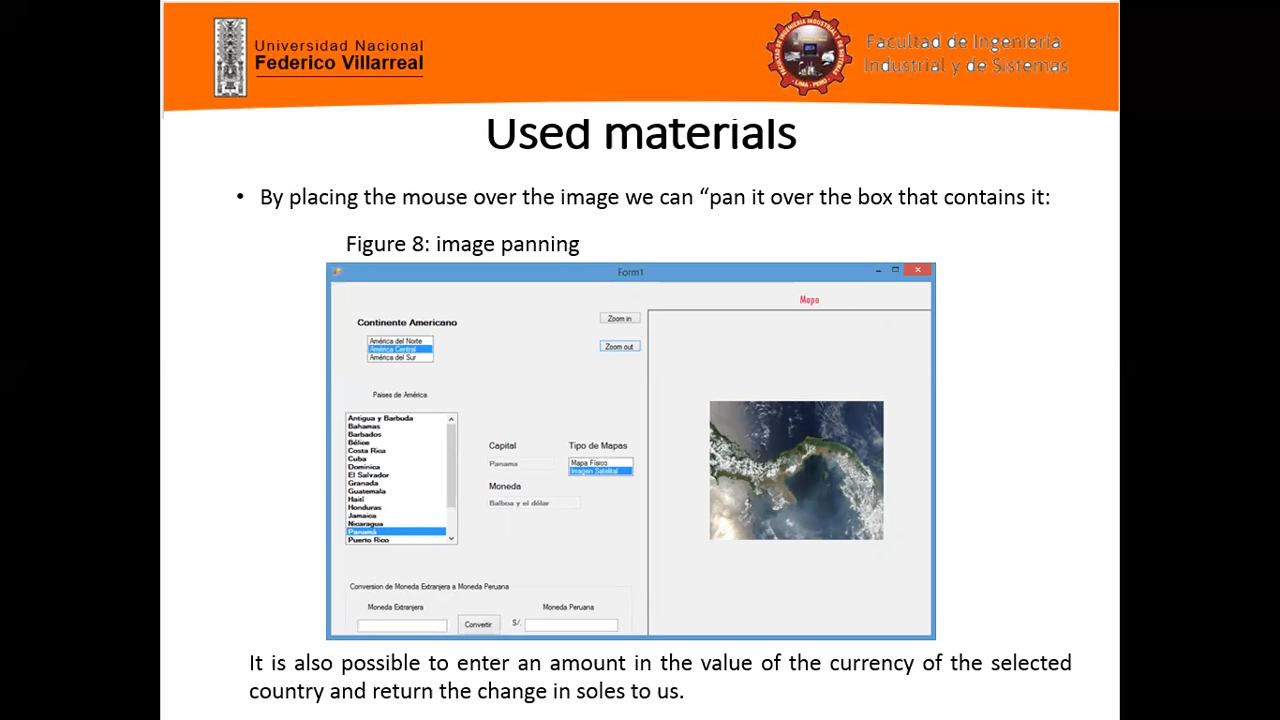 Universidad Nacional
Federico Villarreal
Facultad de Ingeniería
Industrial y de Sistemas
- LIMA - PERÚ -
Used materials
• By placing the mouse over the image we can “pan it over the box that contains it:
Figure 8: image panning
Form1
Mapa
Continente Americano
Zoom in
América del Norte
América Central
América del Sur
Zoom out
Paises de América
Antigua y Barbuda
Bahamas
Barbados
Bélice
Costa Rica
Cuba
Dominica
El Salvador
Granada
Guatemala
Haití
Honduras
Jamaica
Nicaragua
Panamá
Puerto Rico
Capital
Panama
Moneda
Balboa y el dólar
Tipo de Mapas
Mapa Físico
Imagen Satelital
Conversion de Moneda Extranjera a Moneda Peruana
Moneda Extranjera
Convertir
S/.
Moneda Peruana
It is also possible to enter an amount in the value of the currency of the selected
country and return the change in soles to us.